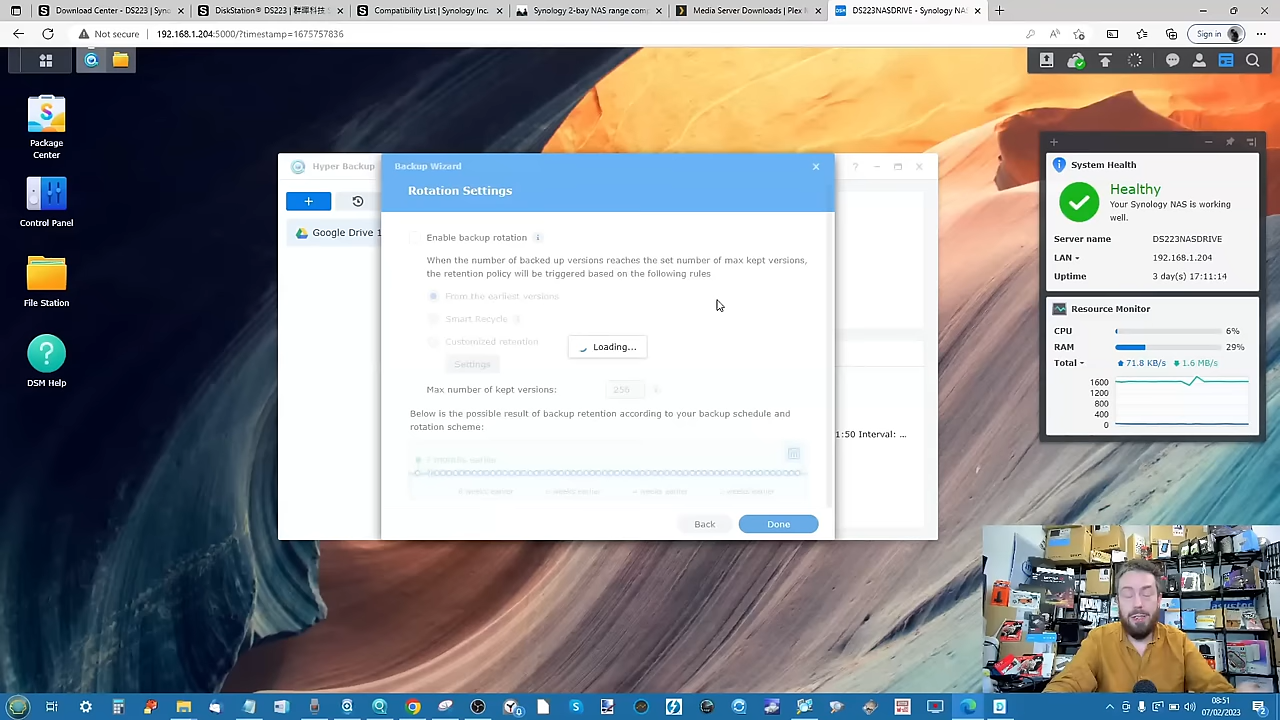 Download Center - DS223 | Syno
DiskStation® DS223 | 群暉科技 S
Compatibility List | Synology Inc.
Synology 2-bay NAS range comp
Media Server Downloads | Plex M
DS223NASDRIVE - Synology NAS
Not secure
192.168.1.204:5000/?timestamp=1675757836
Sign in
Package
Center
Control Panel
File Station
DSM Help
Hyper Backup
Google Drive 1
Backup Wizard
Rotation Settings
Enable backup rotation
When the number of backed up versions reaches the set number of max kept versions,
the retention policy will be triggered based on the following rules
From the earliest versions
Smart Recycle
Customized retention
Settings
Loading...
Max number of kept versions:
256
Below is the possible result of backup retention according to your backup schedule and
rotation scheme:
Back
Done
1:50 Interval: ...
System Health
Healthy
Your Synology NAS is working
well.
Server name
DS223NASDRIVE
LAN
192.168.1.204
Uptime
3 day(s) 17:11:14
Resource Monitor
CPU
6%
RAM
29%
Total
71.8 KB/s
1.6 MB/s
1600
1200
800
400
0
08:51
07/02/2023